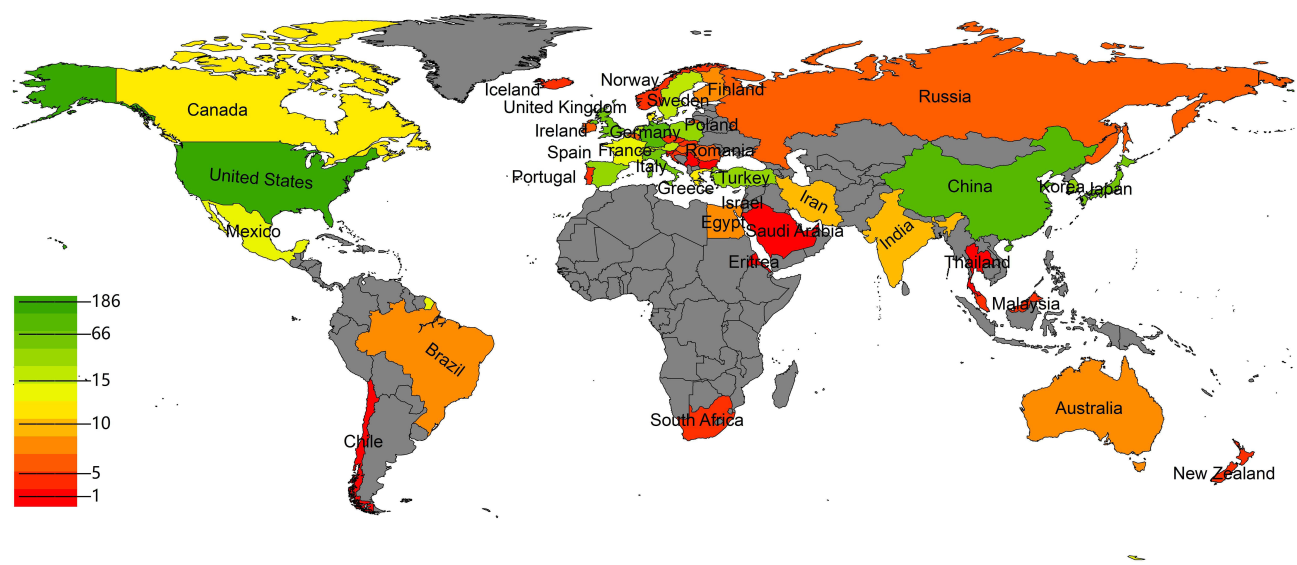 Iceland
Norway
Finland
Russia
Canada
United Kingdom
Sweden
Ireland
Germany
Poland
Spain
France
Romania
Italy
United States
Portugal
Turkey
Greece
China
Korea
Japan
Israel
Iran
Mexico
Egypt
Saudi Arabia
India
Eritrea
Thailand
Malaysia
186
66
15
10
5
1
Brazil
Australia
South Africa
Chile
New Zealand